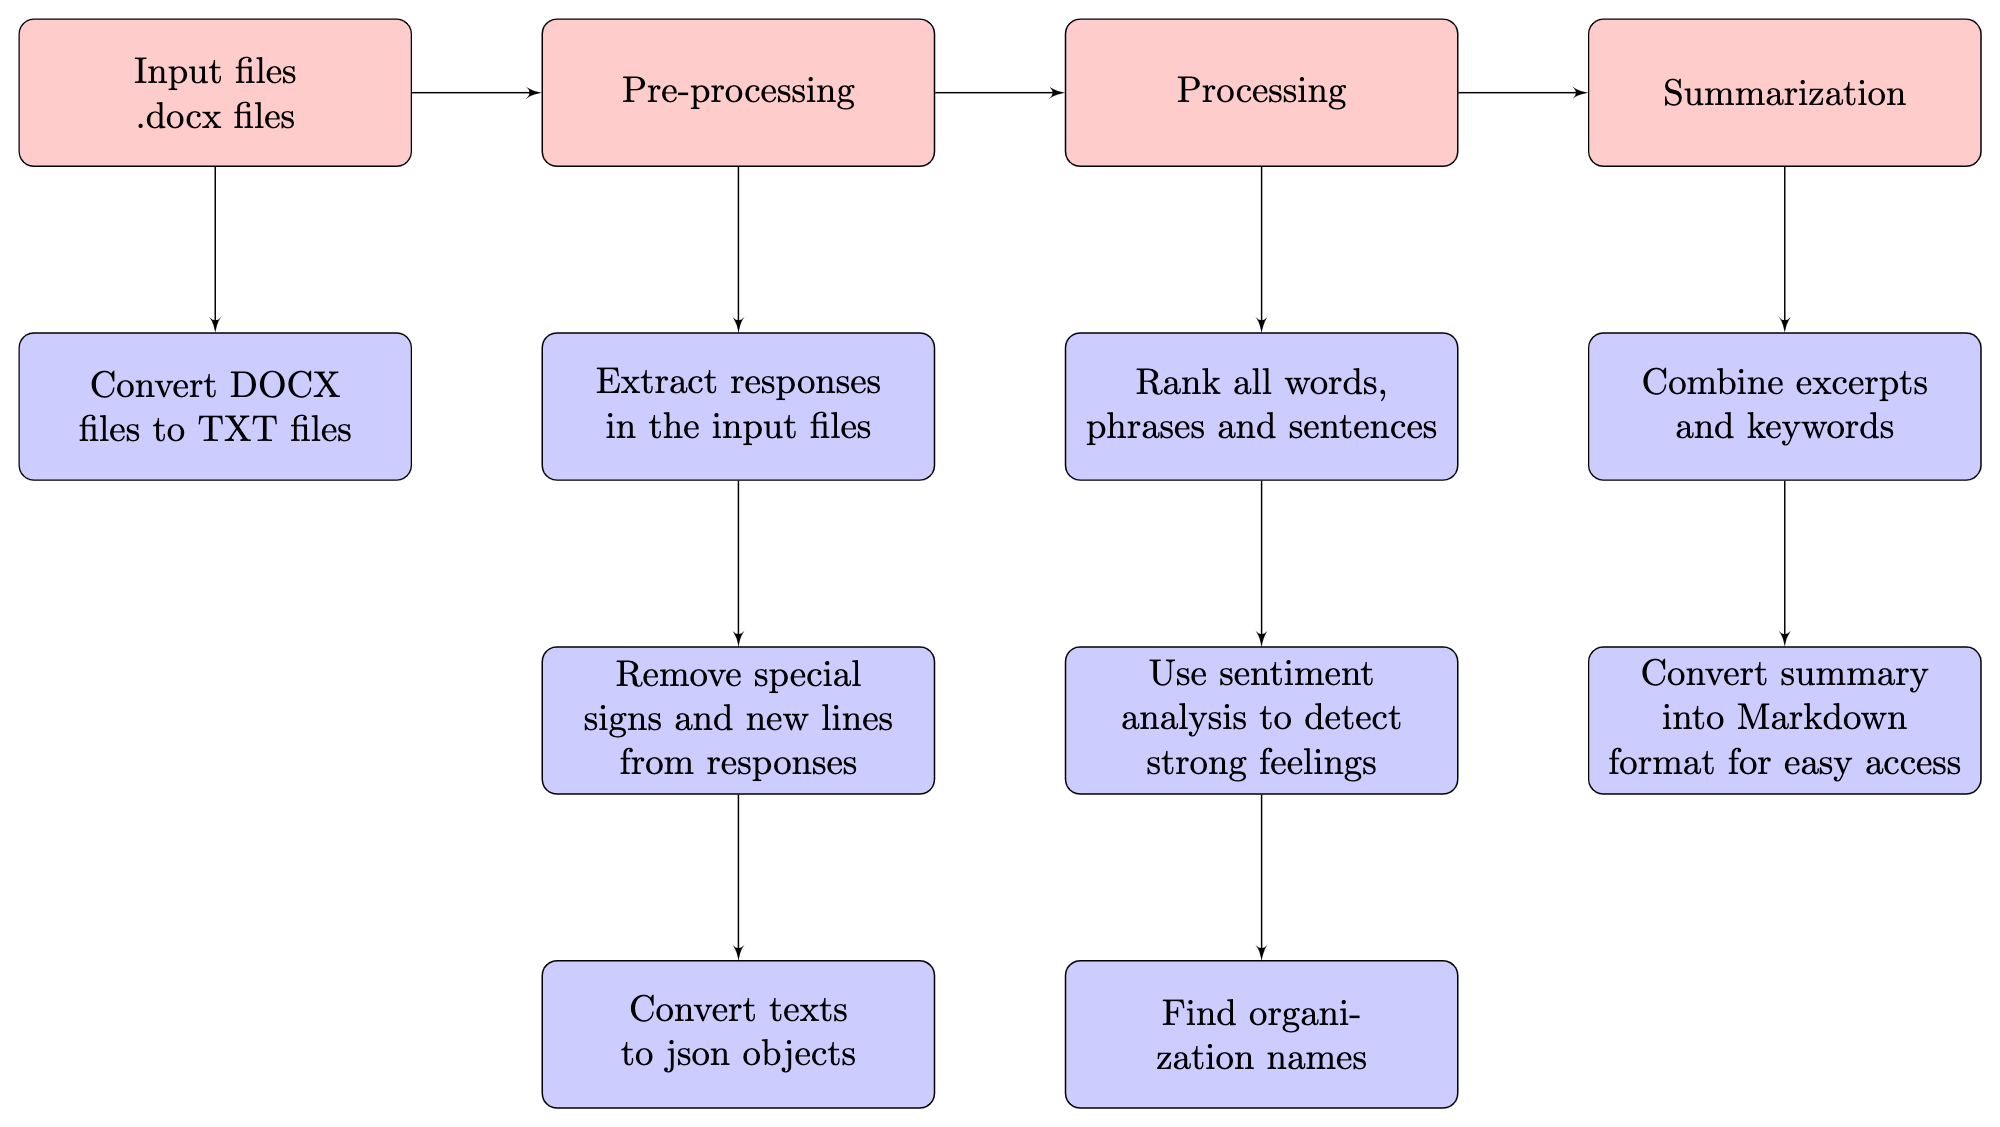 Input files
.docx files
Pre-processing
Processing
Summarization
Convert DOCX
files to TXT files
Extract responses
in the input files
Rank all words,
phrases and sentences
Combine excerpts
and keywords
Remove special
signs and new lines
from responses
Use sentiment
analysis to detect
strong feelings
Convert summary
into Markdown
format for easy access
Convert texts
to json objects
Find organi-
zation names